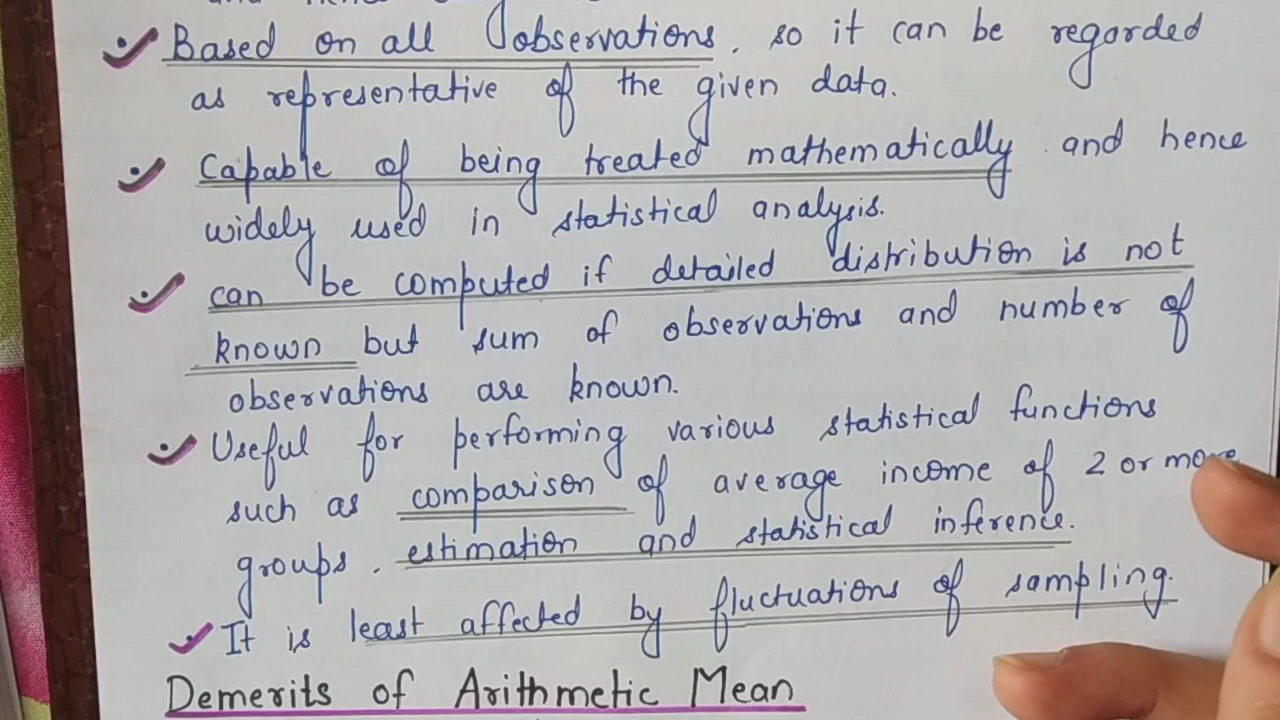 Based on all observations, so it can be regarded
as representative of the given data.
Capable of being treated mathematically and hence
widely used in statistical analysis.
can be computed if detailed distribution is not
known but sum of observations and number of
observations are known.
Useful for performing various statistical functions
such as comparison of average income of 2 or more
groups, estimation and statistical inference.
It is least affected by fluctuations of sampling.
Demerits of Arithmetic Mean